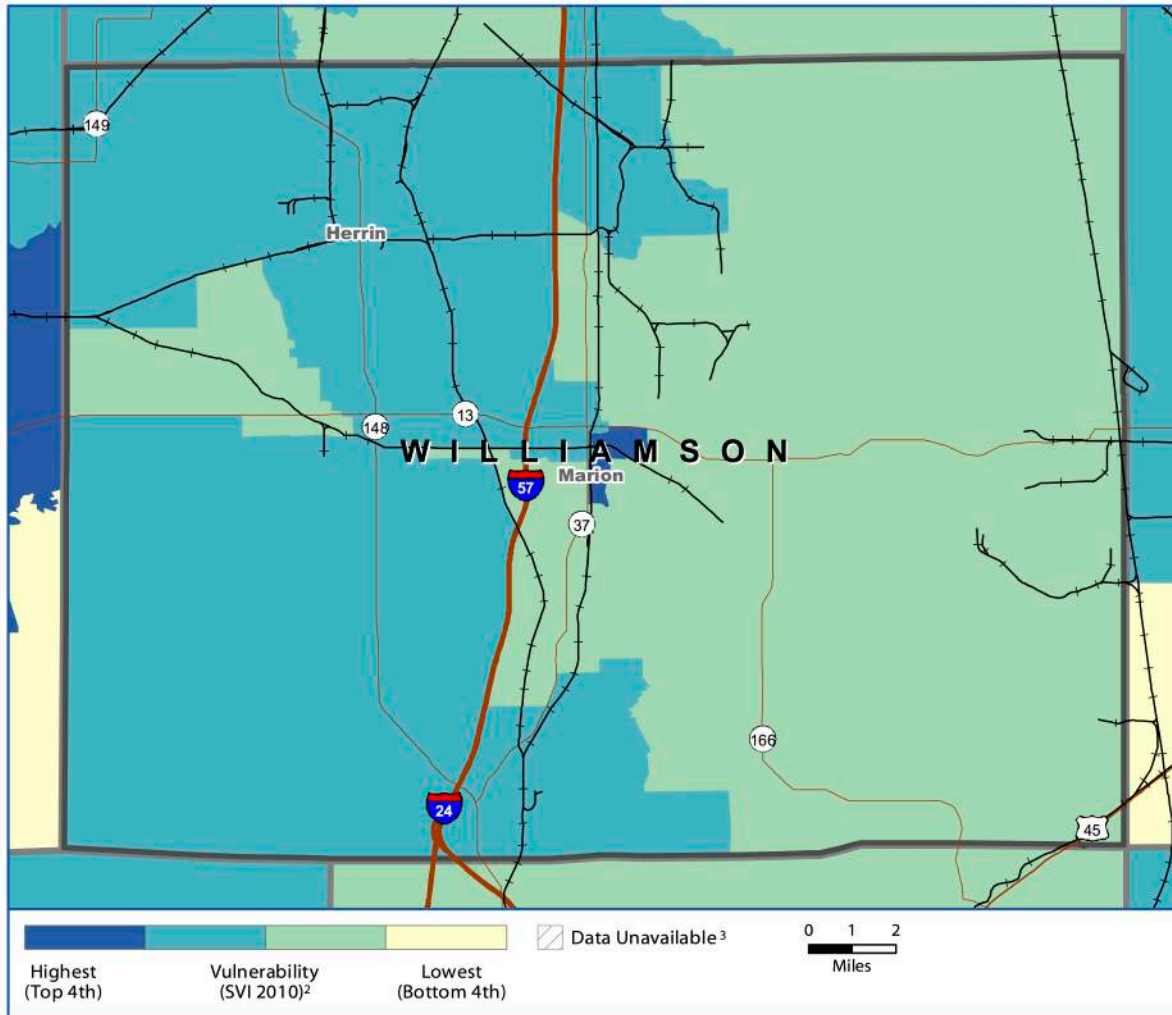 149
Herrin
13
148
WILLIAMSON
Marion
57
37
166
24
45
Highest
(Top 4th)
Vulnerability
(SVI 2010)2
Lowest
(Bottom 4th)
Data Unavailable3
0 1 2
Miles